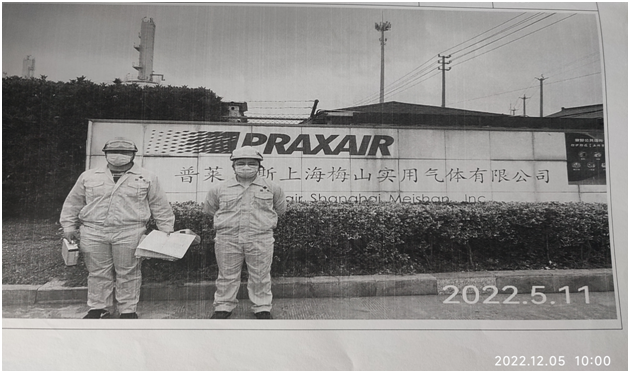 PRAXAIR
普莱 斯上海梅山实用气体有限公司
air Shanghai Meishan, Inc
2022.5.11
2022.12.05 10:00